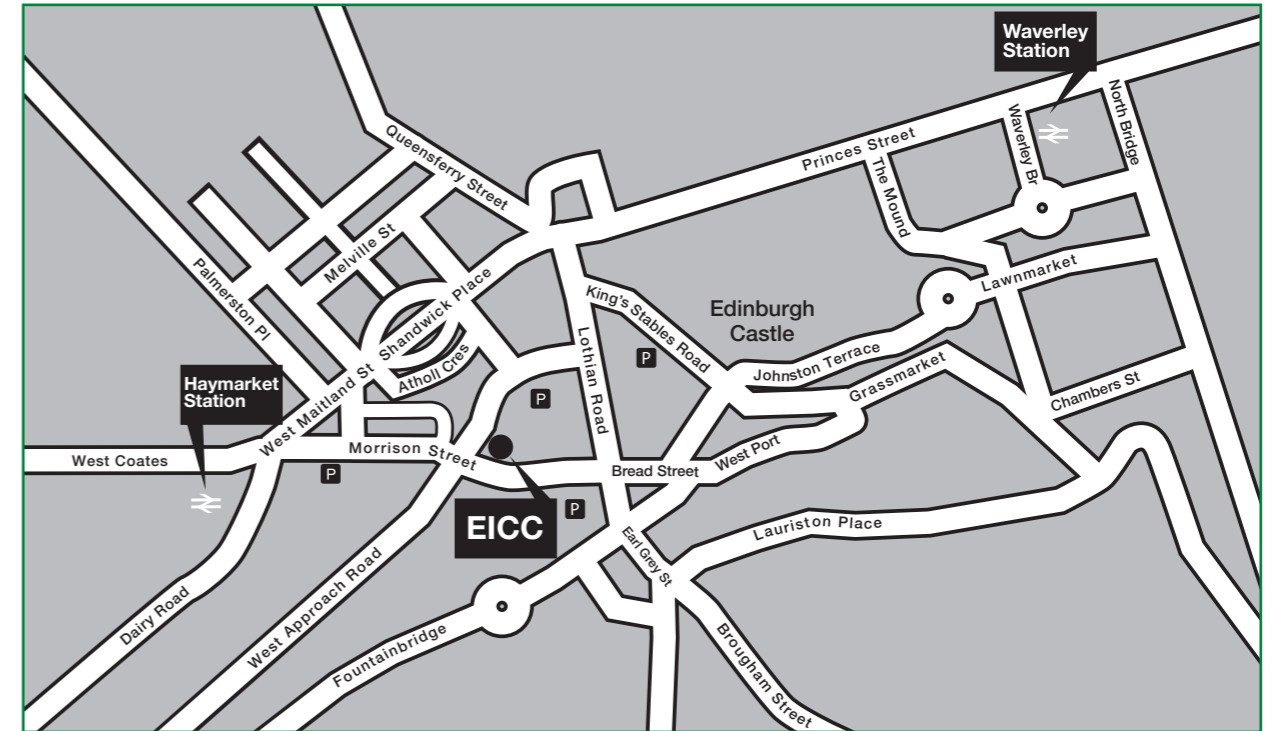 Waverley
Station
Queensferry Street
Princes Street
Waverley Br
North Bridge
The Mound
Melville St
Palmerston Pl
Shandwick Place
King's Stables Road
Edinburgh
Castle
Lawnmarket
Lothian Road
P
Johnston Terrace
Grassmarket
Chambers St
Atholl Cres
Haymarket
Station
West Maitland St
P
West Coates
Morrison Street
P
Bread Street
West Port
P
EICC
Lauriston Place
Earl Grey St
Dairy Road
West Approach Road
Fountainbridge
Brougham Street